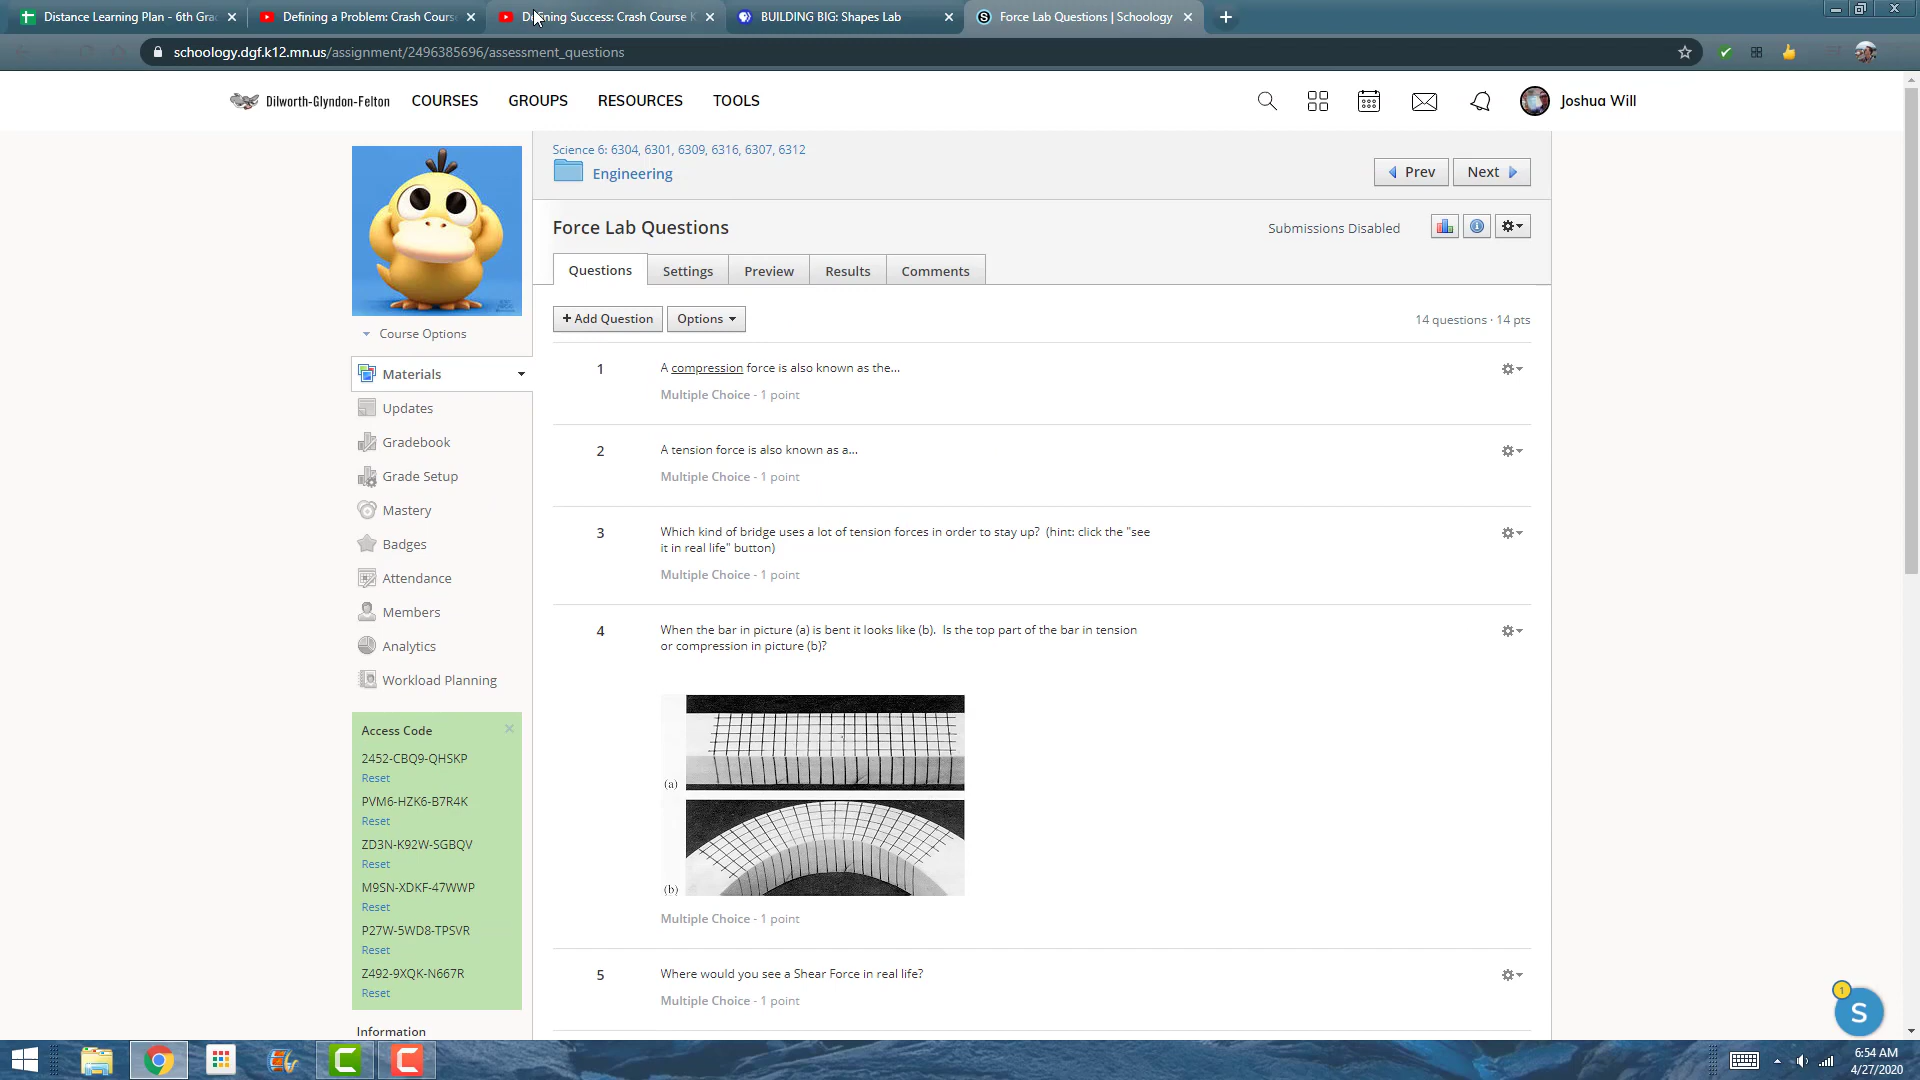 Distance Learning Plan - 6th Gra
Defining a Problem: Crash Cours
Defining Success: Crash Course K
BUILDING BIG: Shapes Lab
Force Lab Questions | Schoology
schoology.dgf.k12.mn.us/assignment/2496385696/assessment_questions
Dilworth-Glyndon-Felton
COURSES
GROUPS
RESOURCES
TOOLS
Joshua Will
Science 6: 6304, 6301, 6309, 6316, 6307, 6312
Engineering
Prev
Next
Force Lab Questions
Submissions Disabled
Questions
Settings
Preview
Results
Comments
Course Options
+ Add Question
Options
14 questions · 14 pts
Materials
Updates
Gradebook
Grade Setup
Mastery
Badges
Attendance
Members
Analytics
Workload Planning
1
A compression force is also known as the...
Multiple Choice - 1 point
2
A tension force is also known as a...
Multiple Choice - 1 point
3
Which kind of bridge uses a lot of tension forces in order to stay up? (hint: click the "see
it in real life" button)
Multiple Choice - 1 point
4
When the bar in picture (a) is bent it looks like (b). Is the top part of the bar in tension
or compression in picture (b)?
(a)
(b)
Multiple Choice - 1 point
5
Where would you see a Shear Force in real life?
Multiple Choice - 1 point
Access Code
2452-CBQ9-QHSKP
Reset
PVM6-HZK6-B7R4K
Reset
ZD3N-K92W-SGBQV
Reset
M9SN-XDKF-47WWP
Reset
P27W-5WD8-TPSVR
Reset
Z492-9XQK-N667R
Reset
Information
1
S
6:54 AM
4/27/2020